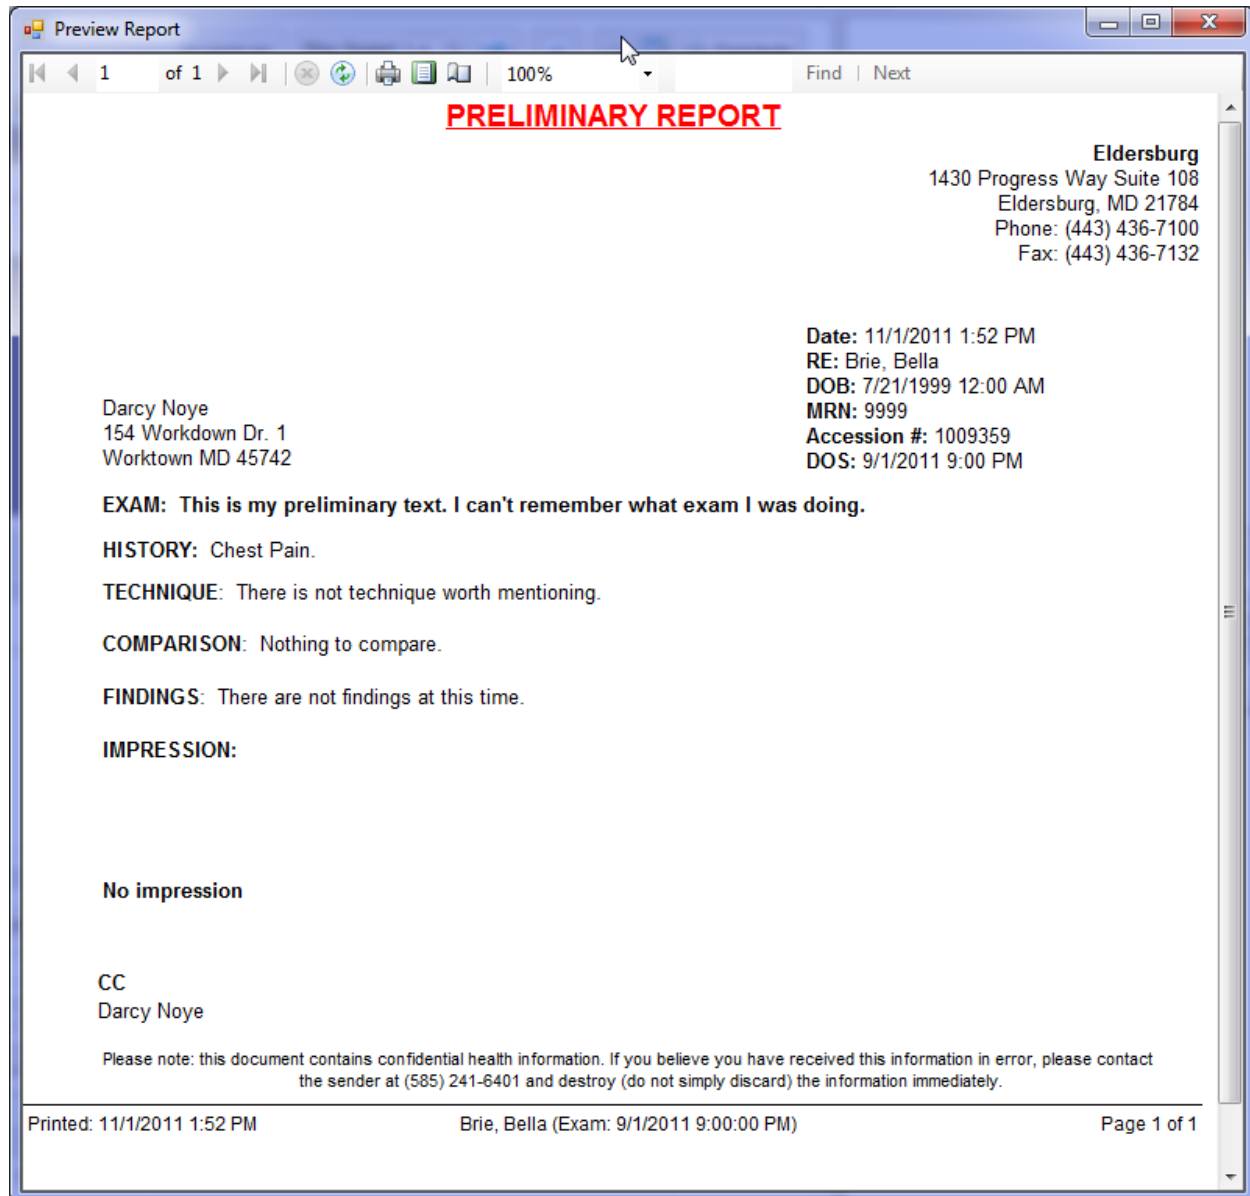 Preview Report
1 of 1 100% Find | Next
PRELIMINARY REPORT
Eldersburg
1430 Progress Way Suite 108
Eldersburg, MD 21784
Phone: (443) 436-7100
Fax: (443) 436-7132
Date: 11/1/2011 1:52 PM
RE: Brie, Bella
DOB: 7/21/1999 12:00 AM
MRN: 9999
Accession #: 1009359
DOS: 9/1/2011 9:00 PM
Darcy Noye
154 Workdown Dr. 1
Worktown MD 45742
EXAM: This is my preliminary text. I can't remember what exam I was doing.
HISTORY: Chest Pain.
TECHNIQUE: There is not technique worth mentioning.
COMPARISON: Nothing to compare.
FINDINGS: There are not findings at this time.
IMPRESSION:
No impression
CC
Darcy Noye
Please note: this document contains confidential health information. If you believe you have received this information in error, please contact
the sender at (585) 241-6401 and destroy (do not simply discard) the information immediately.
Printed: 11/1/2011 1:52 PM Brie, Bella (Exam: 9/1/2011 9:00:00 PM) Page 1 of 1